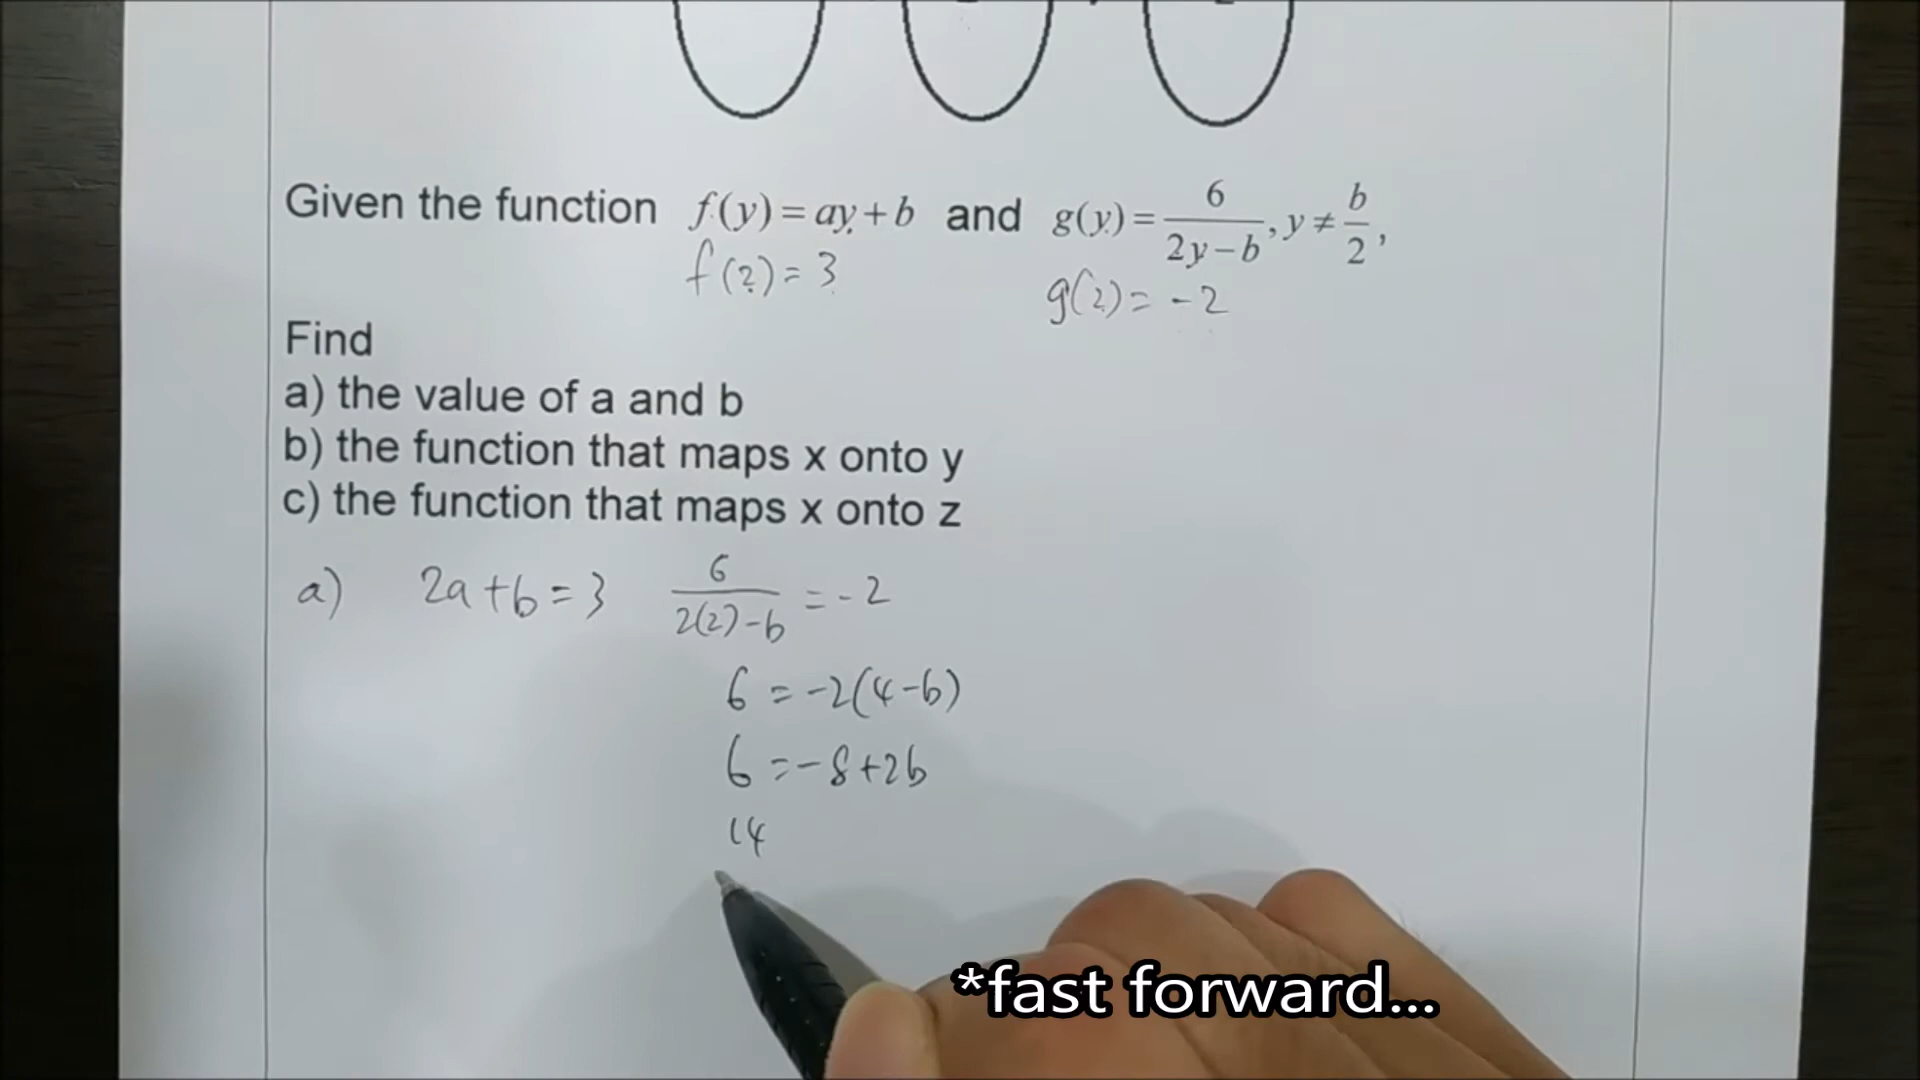 Given the function f(y)=ay+b and g(y)=6/(2y−b), y≠b/2,
f(2)=3
g(2)=-2
Find
a) the value of a and b
b) the function that maps x onto y
c) the function that maps x onto z
a) 2a+b=3 6/(2(2)-b) =-2
6 =-2(4-b)
6 =-8+2b
14
*fast forward...